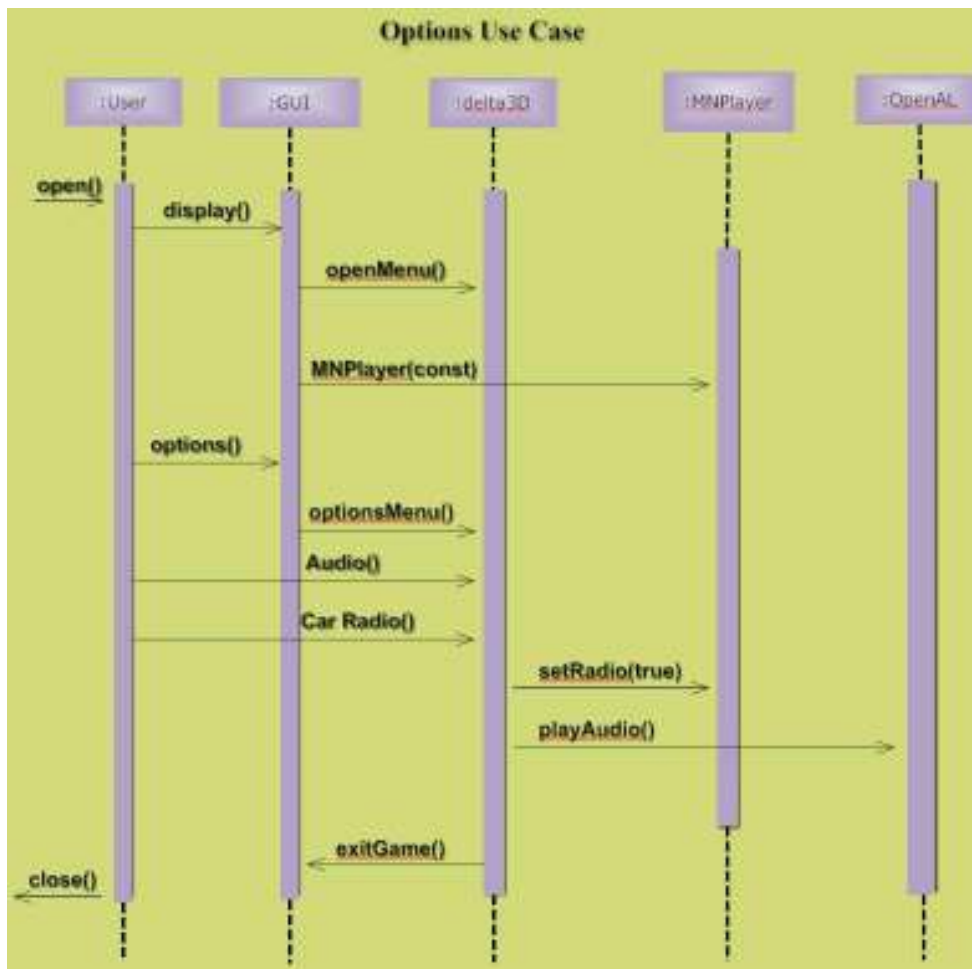 Options Use Case
:User
:GUI
:delta3D
:MNPlayer
:OpenAL
open()
display()
openMenu()
MNPlayer(const)
options()
optionsMenu()
Audio()
Car Radio()
setRadio(true)
playAudio()
exitGame()
close()